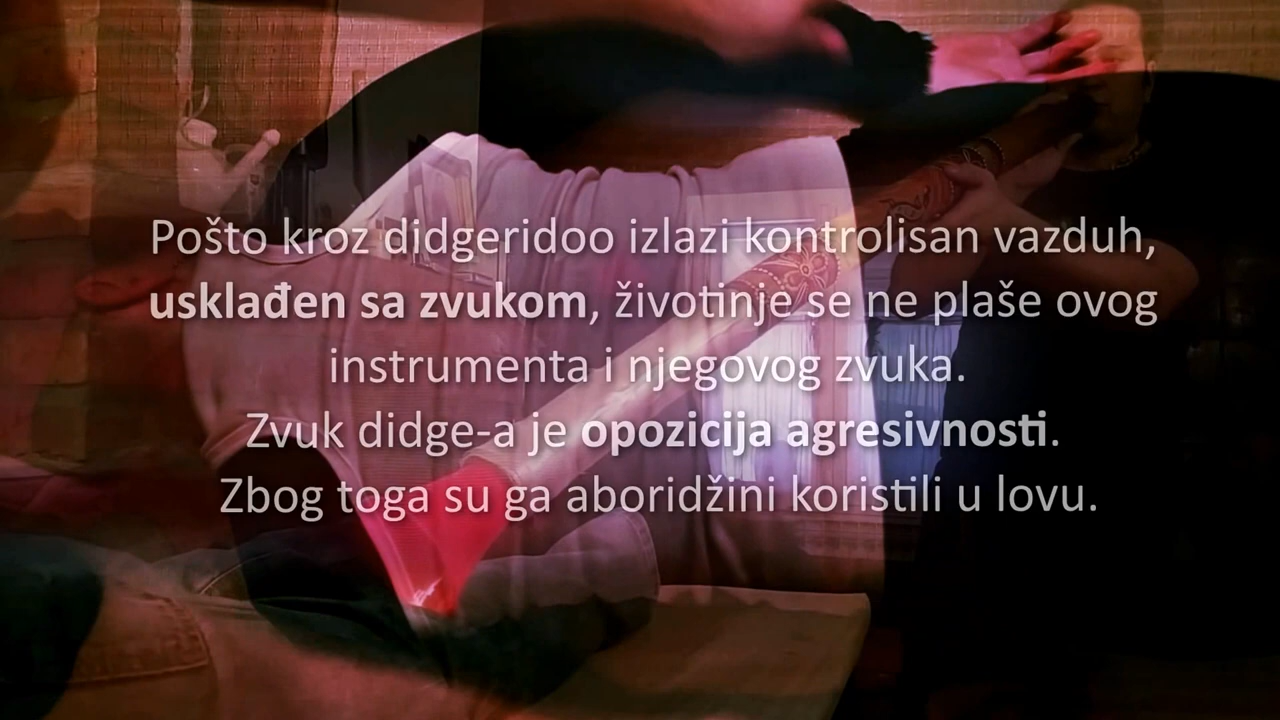 Pošto kroz didgeridoo izlazi kontrolisan vazduh,
usklađen sa zvukom, životinje se ne plaše ovog
instrumenta i njegovog zvuka.
Zvuk didge-a je opozicija agresivnosti.
Zbog toga su ga aboridžini koristili u lovu.